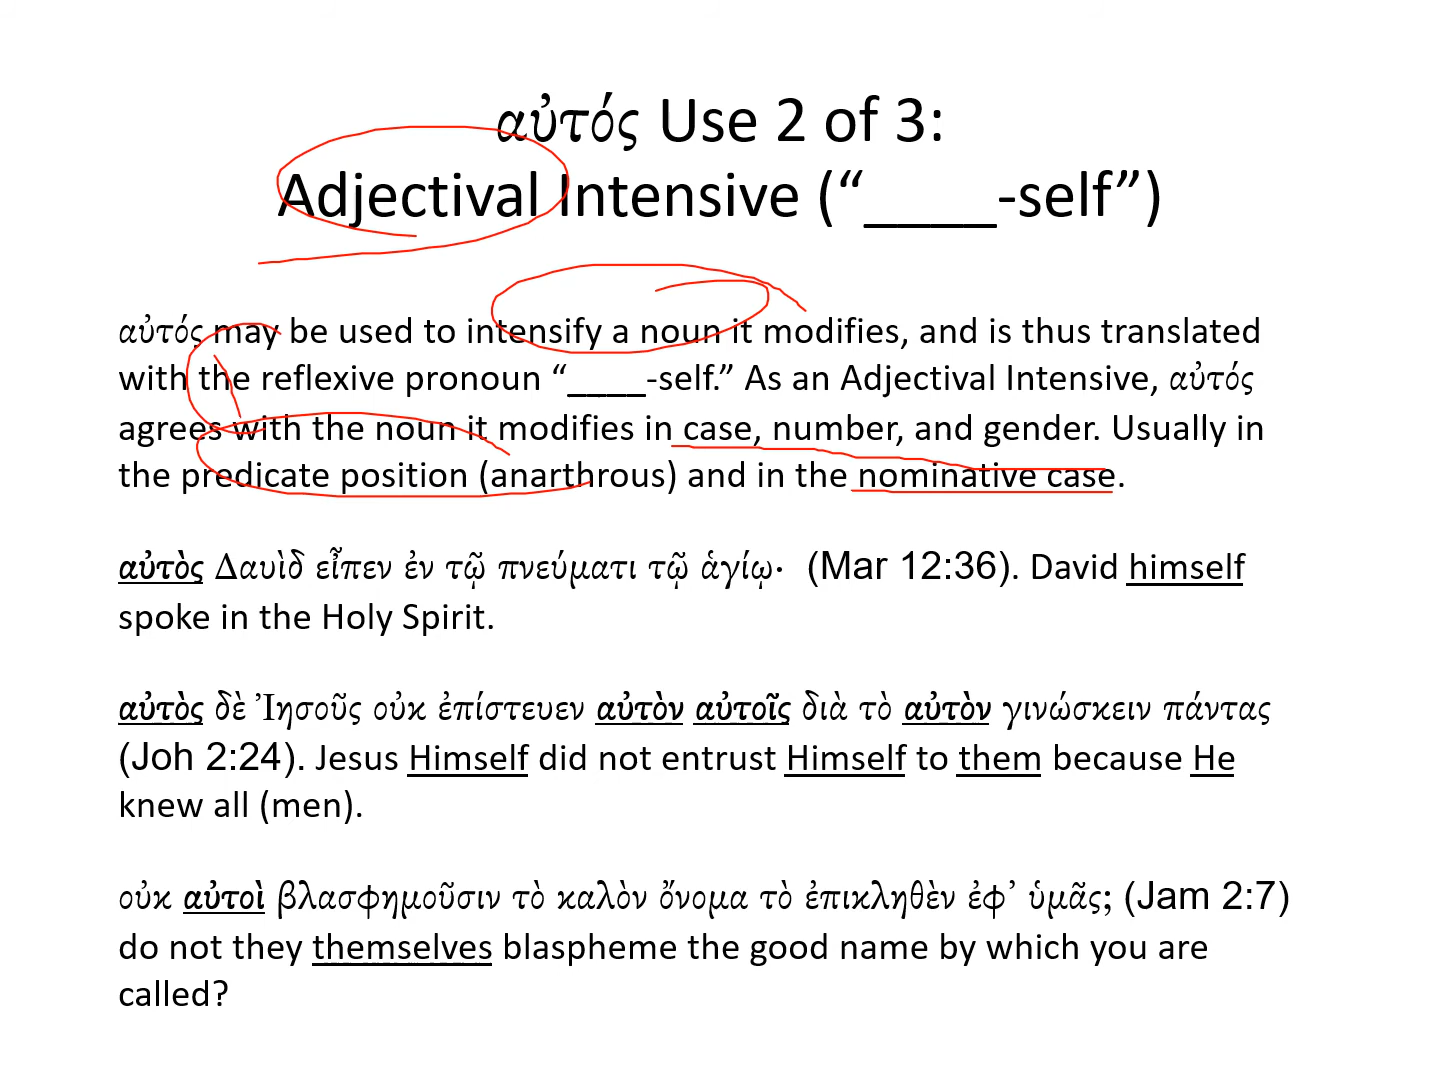 αὐτός Use 2 of 3:
Adjectival Intensive (“____-self”)
αὐτός may be used to intensify a noun it modifies, and is thus translated
with the reflexive pronoun “____-self.” As an Adjectival Intensive, αὐτός
agrees with the noun it modifies in case, number, and gender. Usually in
the predicate position (anarthrous) and in the nominative case.
αὐτὸς Δαυὶδ εἶπεν ἐν τῷ πνεύματι τῷ ἁγίῳ· (Mar 12:36). David himself
spoke in the Holy Spirit.
αὐτὸς δὲ Ἰησοῦς οὐκ ἐπίστευεν αὐτὸν αὐτοῖς διὰ τὸ αὐτὸν γινώσκειν πάντας
(Joh 2:24). Jesus Himself did not entrust Himself to them because He
knew all (men).
οὐκ αὐτοὶ βλασφημοῦσιν τὸ καλὸν ὄνομα τὸ ἐπικληθὲν ἐφ’ ὑμᾶς; (Jam 2:7)
do not they themselves blaspheme the good name by which you are
called?